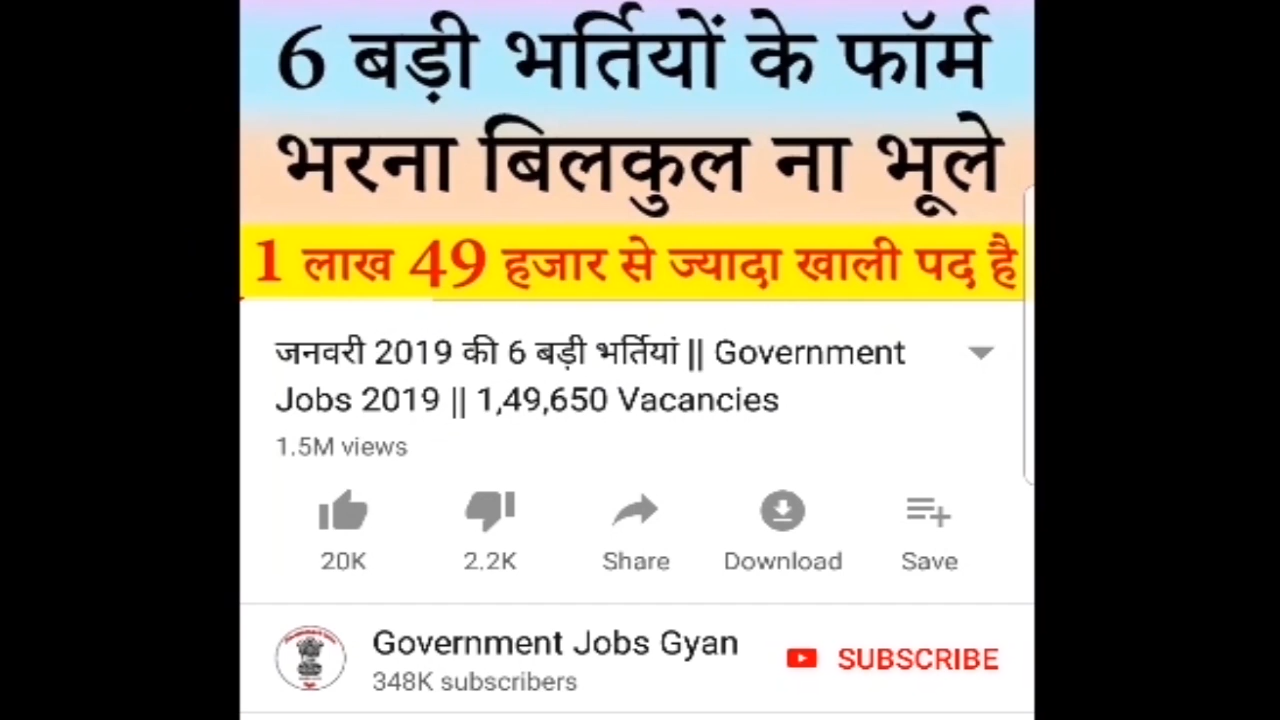 6 बड़ी भर्तियों के फॉर्म
भरना बिलकुल ना भूले
1 लाख 49 हजार से ज्यादा खाली पद है
जनवरी 2019 की 6 बड़ी भर्तियां || Government
Jobs 2019 || 1,49,650 Vacancies
1.5M views
20K 2.2K Share Download Save
Government Jobs Gyan
348K subscribers
SUBSCRIBE